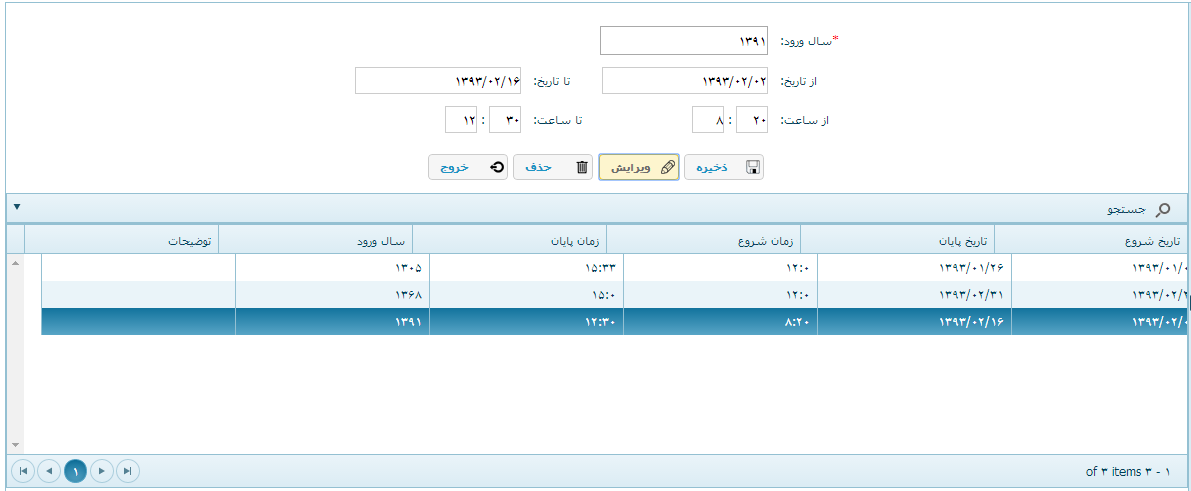 *سال ورود: ۱۳۹۱
از تاریخ: ۱۳۹۳/۰۲/۰۲ تا تاریخ: ۱۳۹۳/۰۲/۱۶
از ساعت: ۲۰ : ۸ تا ساعت: ۳۰ : ۱۲
ذخیره ویرایش حذف خروج
جستجو
تاریخ شروع تاریخ پایان زمان شروع زمان پایان سال ورود توضیحات
۱۳۹۳/۰۱/۰ ۱۳۹۳/۰۱/۲۶ ۱۲:۰ ۱۵:۳۳ ۱۳۰۵
۱۳۹۳/۰۲/۲ ۱۳۹۳/۰۲/۳۱ ۱۲:۰ ۱۵:۰ ۱۳۶۸
۱۳۹۳/۰۲/۰ ۱۳۹۳/۰۲/۱۶ ۸:۲۰ ۱۲:۳۰ ۱۳۹۱
۱ - ۳ of ۳ items ۱